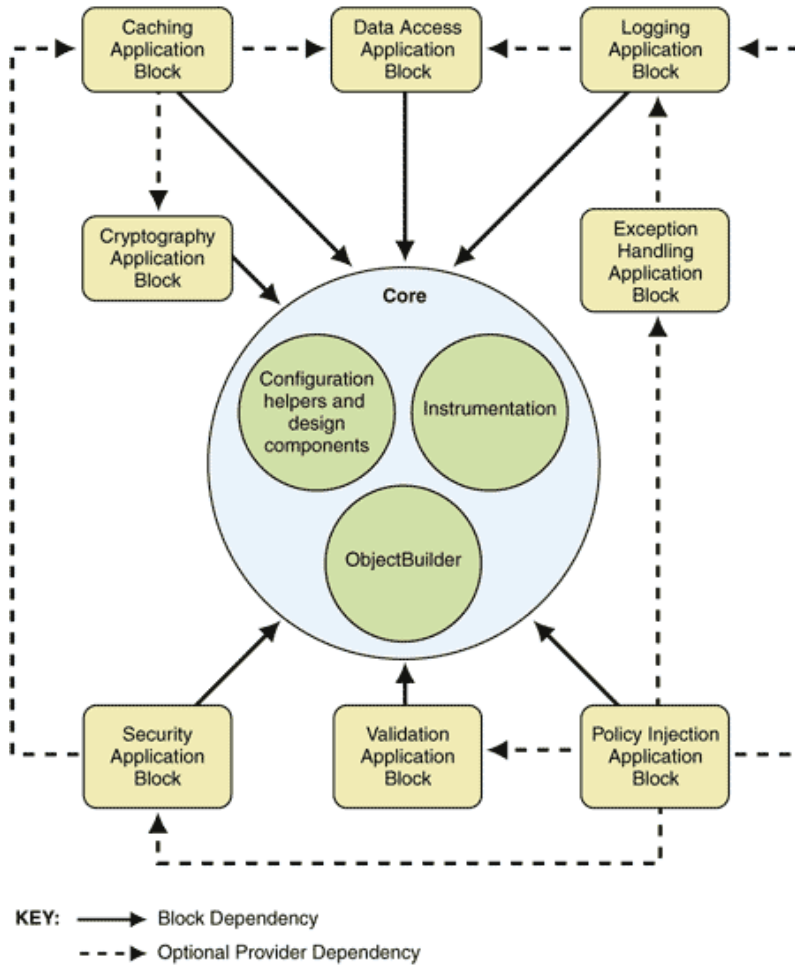 Caching
Application
Block
Data Access
Application
Block
Logging
Application
Block
Cryptography
Application
Block
Exception
Handling
Application
Block
Core
Configuration
helpers and
design
components
Instrumentation
ObjectBuilder
Security
Application
Block
Validation
Application
Block
Policy Injection
Application
Block
KEY:
Block Dependency
Optional Provider Dependency